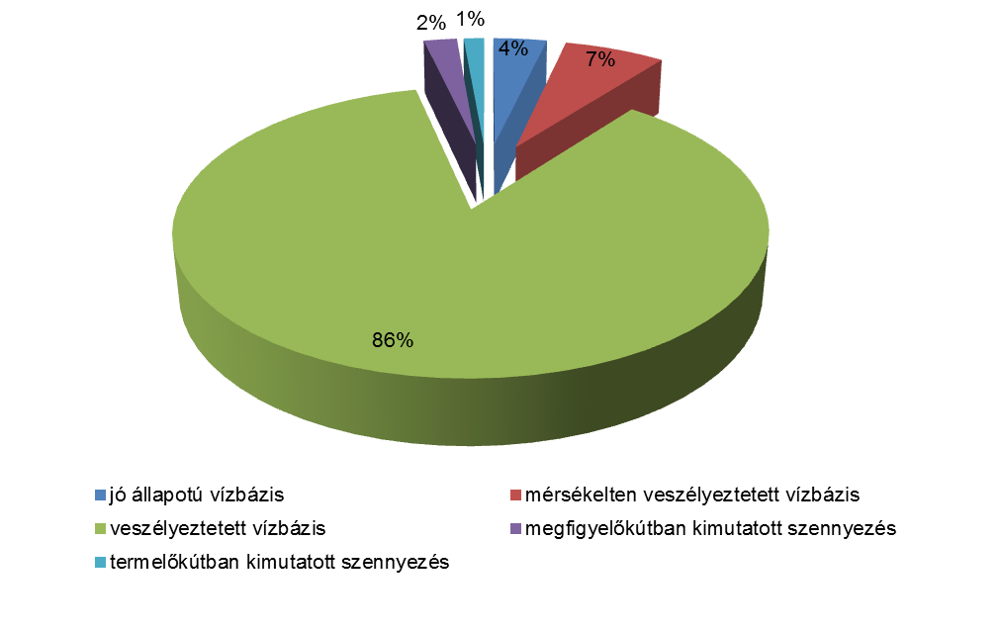 2% 1% 4% 7%
86%
jó állapotú vízbázis
mérsékelten veszélyeztetett vízbázis
veszélyeztetett vízbázis
megfigyelőkútban kimutatott szennyezés
termelőkútban kimutatott szennyezés